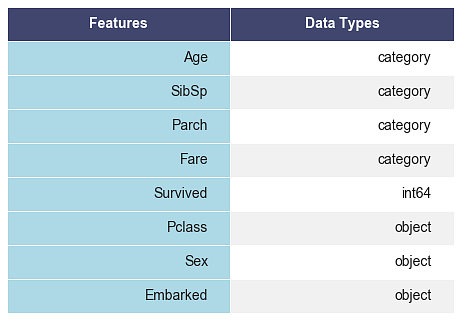 Features Data Types
Age category
SibSp category
Parch category
Fare category
Survived int64
Pclass object
Sex object
Embarked object